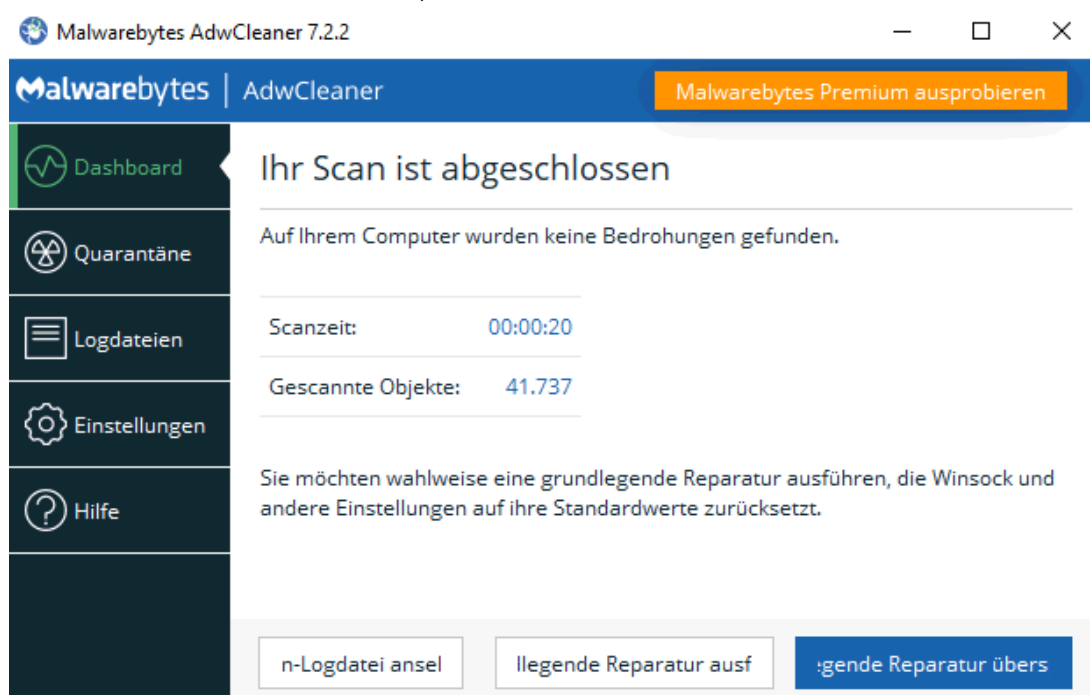 Malwarebytes AdwCleaner 7.2.2
Malwarebytes | AdwCleaner
Malwarebytes Premium ausprobieren
Dashboard
Quarantäne
Logdateien
Einstellungen
Hilfe
Ihr Scan ist abgeschlossen
Auf Ihrem Computer wurden keine Bedrohungen gefunden.
Scanzeit: 00:00:20
Gescannte Objekte: 41.737
Sie möchten wahlweise eine grundlegende Reparatur ausführen, die Winsock und
andere Einstellungen auf ihre Standardwerte zurücksetzt.
n-Logdatei ansel
llegende Reparatur ausf
gende Reparatur übers